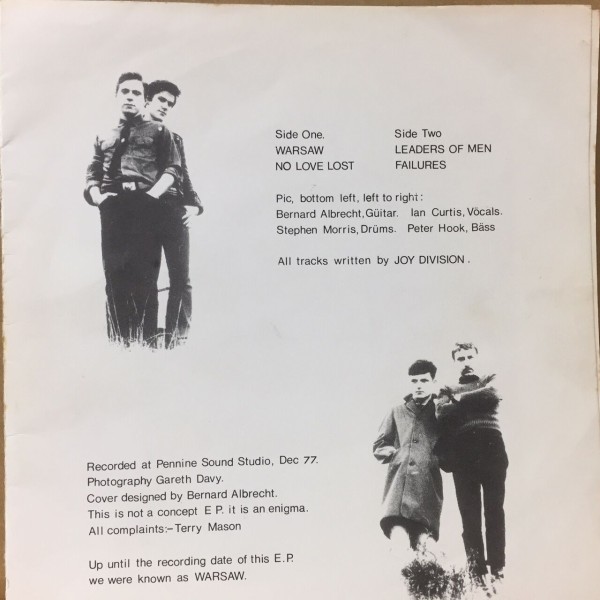 Side One. Side Two
WARSAW LEADERS OF MEN
NO LOVE LOST FAILURES
Pic, bottom left, left to right:
Bernard Albrecht, Güitar. Ian Curtis, Vöcals.
Stephen Morris, Drüms. Peter Hook, Bäss
All tracks written by JOY DIVISION.
Recorded at Pennine Sound Studio, Dec 77.
Photography Gareth Davy.
Cover designed by Bernard Albrecht.
This is not a concept E P. it is an enigma.
All complaints:- Terry Mason
Up until the recording date of this E.P.
we were known as WARSAW.